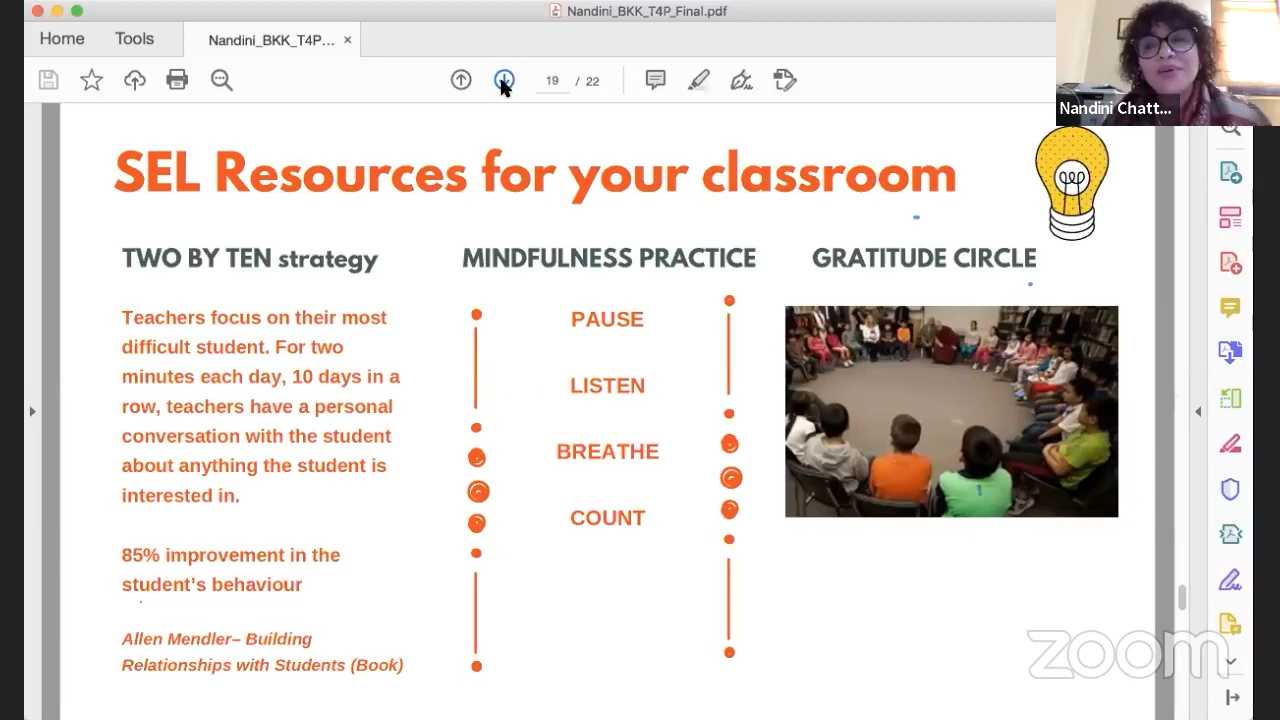 Nandini_BKK_T4P_Final.pdf
Home
Tools
Nandini_BKK_T4P... ×
19 / 22
Nandini Chatt...
SEL Resources for your classroom
TWO BY TEN strategy
Teachers focus on their most
difficult student. For two
minutes each day, 10 days in a
row, teachers have a personal
conversation with the student
about anything the student is
interested in.
85% improvement in the
student’s behaviour
Allen Mendler– Building
Relationships with Students (Book)
MINDFULNESS PRACTICE
PAUSE
LISTEN
BREATHE
COUNT
GRATITUDE CIRCLE
zoom